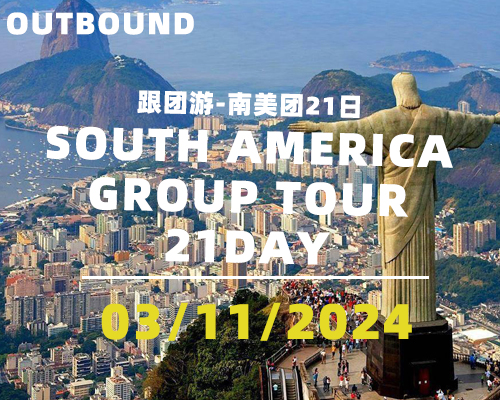 OUTBOUND
跟团游-南美团21日
SOUTH AMERICA
GROUP TOUR
21DAY
03/11/2024